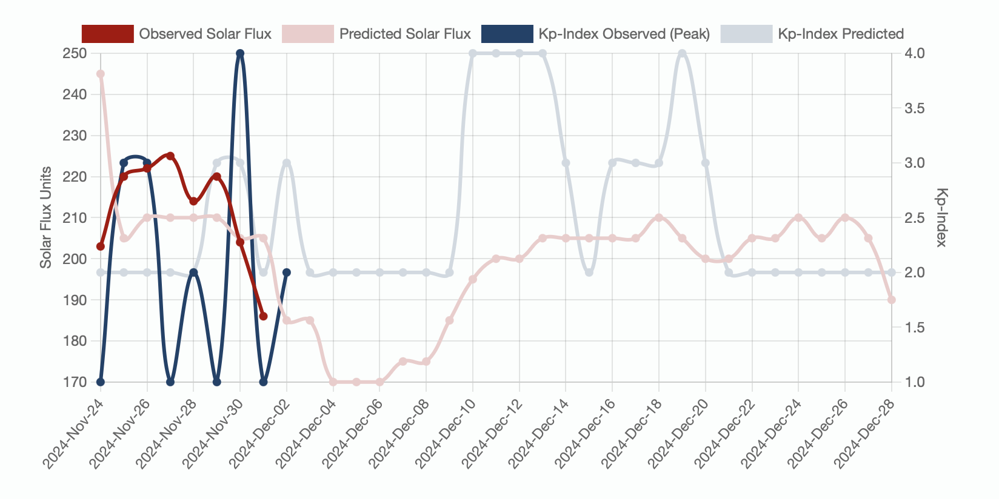 Observed Solar Flux Predicted Solar Flux Kp-Index Observed (Peak) Kp-Index Predicted
250
240
230
220
210
200
190
180
170
Solar Flux Units
4.0
3.5
3.0
2.5
2.0
1.5
1.0
Kp-Index
2024-Nov-24
2024-Nov-26
2024-Nov-28
2024-Nov-30
2024-Dec-02
2024-Dec-04
2024-Dec-06
2024-Dec-08
2024-Dec-10
2024-Dec-12
2024-Dec-14
2024-Dec-16
2024-Dec-18
2024-Dec-20
2024-Dec-22
2024-Dec-24
2024-Dec-26
2024-Dec-28